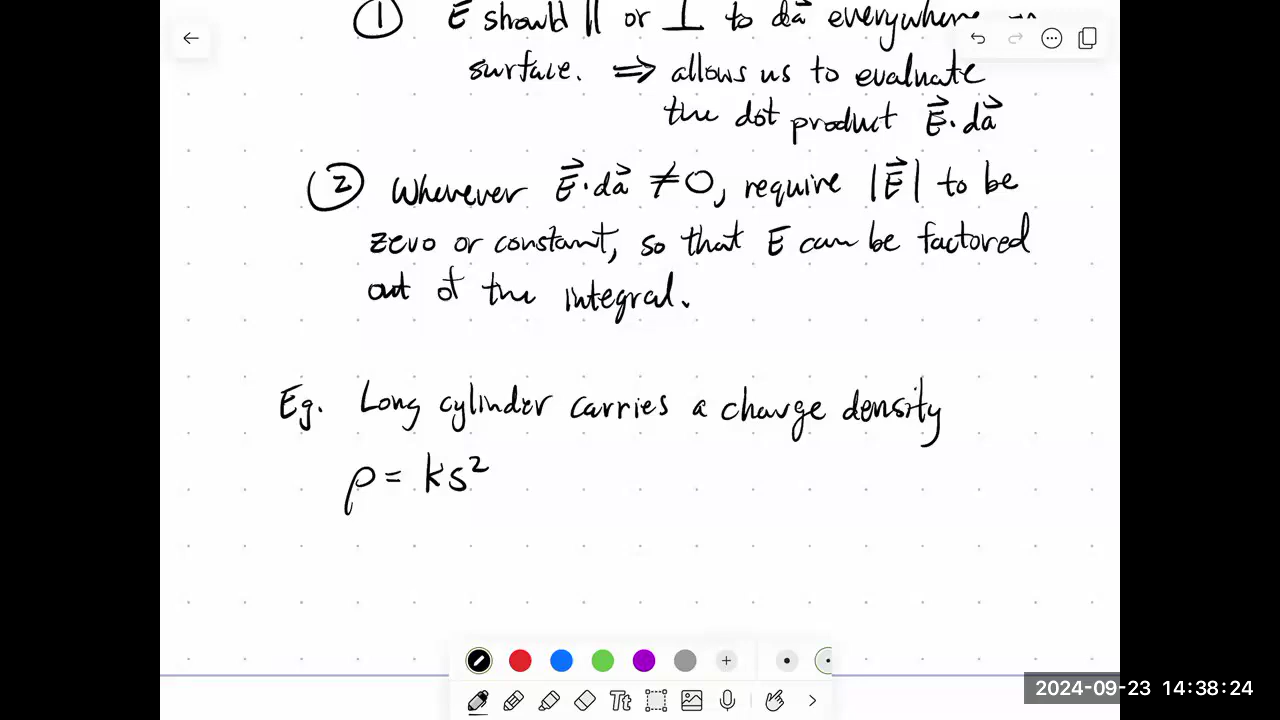 ① E⃗ should || or ⊥ to da⃗ everywhere
surface. ⇒ allows us to evaluate
the dot product E⃗·da⃗
② Whenever E⃗·da⃗ ≠ 0, require |E⃗| to be
zero or constant, so that E can be factored
out of the integral.
Eg. Long cylinder carries a charge density
ρ = ks²
Tt
2024-09-23 14:38:24